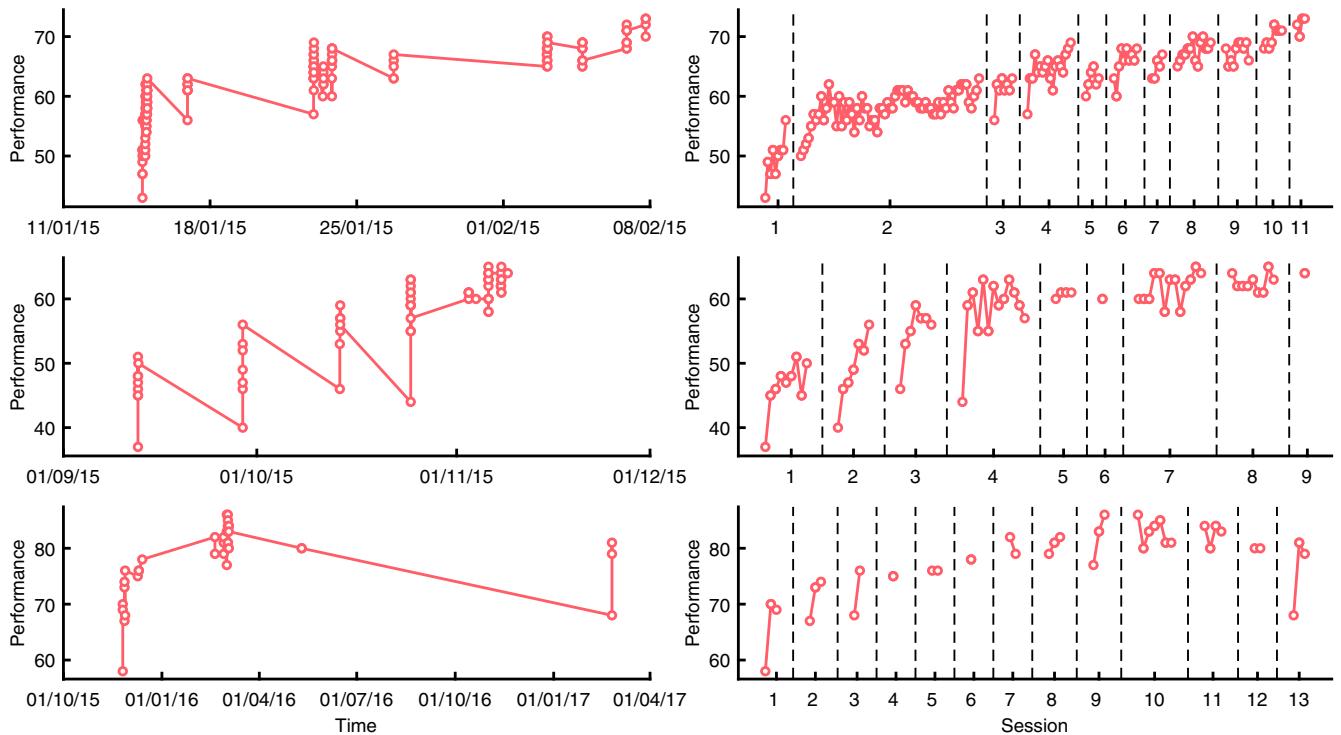 Performance
70
60
50
11/01/15 18/01/15 25/01/15 01/02/15 08/02/15
Performance
70
60
50
1 2 3 4 5 6 7 8 9 10 11
Performance
60
50
40
01/09/15 01/10/15 01/11/15 01/12/15
Performance
60
50
40
1 2 3 4 5 6 7 8 9
Performance
80
70
60
01/10/15 01/01/16 01/04/16 01/07/16 01/10/16 01/01/17 01/04/17
Time
Performance
80
70
60
1 2 3 4 5 6 7 8 9 10 11 12 13
Session